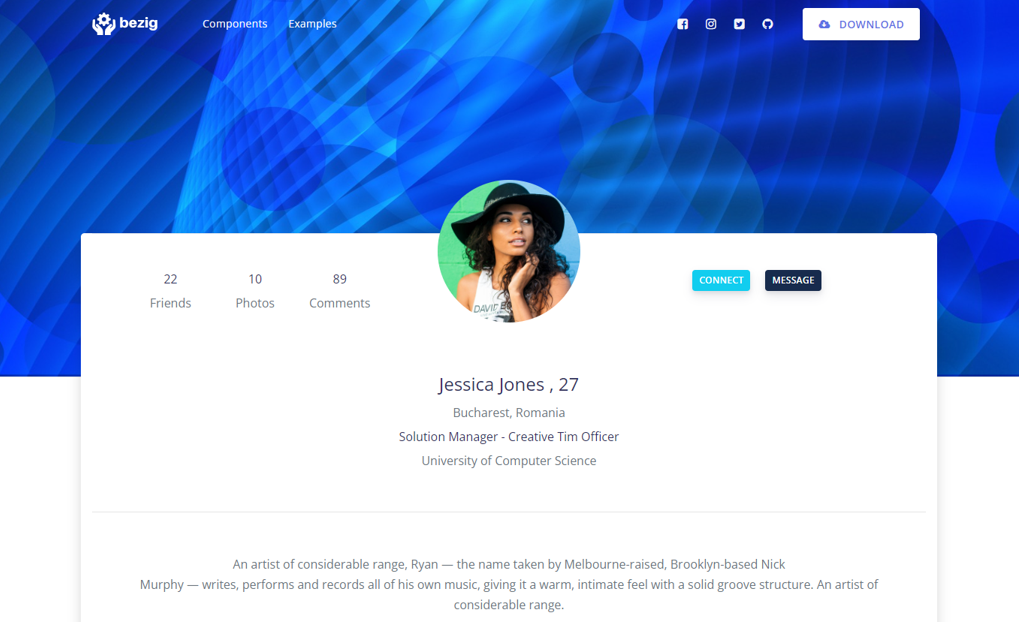 bezig Components Examples DOWNLOAD
22 10 89
Friends Photos Comments
CONNECT MESSAGE
Jessica Jones , 27
Bucharest, Romania
Solution Manager - Creative Tim Officer
University of Computer Science
An artist of considerable range, Ryan — the name taken by Melbourne-raised, Brooklyn-based Nick
Murphy — writes, performs and records all of his own music, giving it a warm, intimate feel with a solid groove structure. An artist of
considerable range.